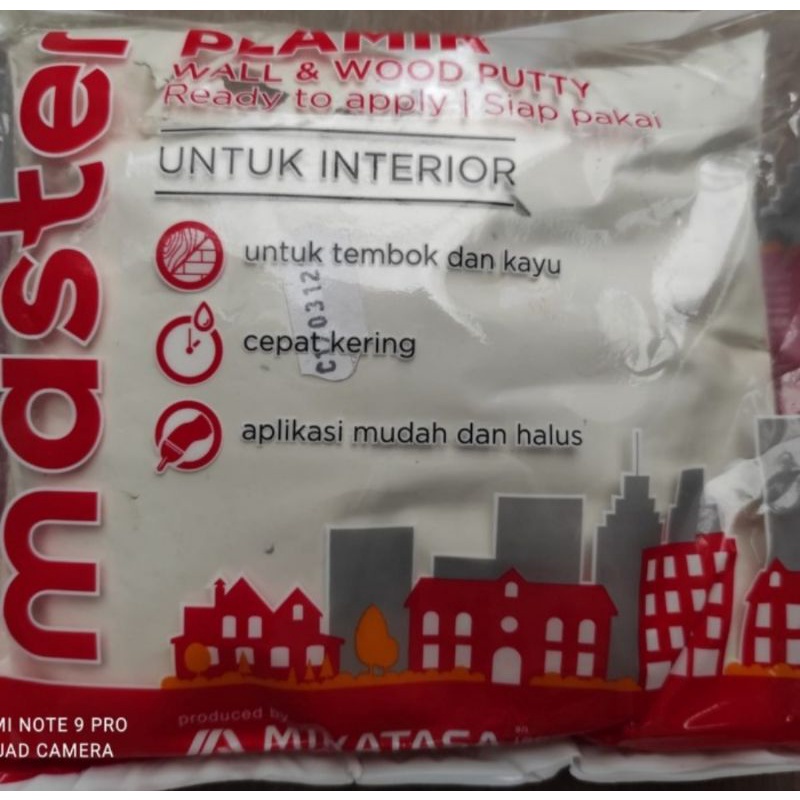 master
PLAMIR
WALL & WOOD PUTTY
Ready to apply | Siap pakai
UNTUK INTERIOR
untuk tembok dan kayu
cepat kering
aplikasi mudah dan halus
produced by
MIKATASA
MI NOTE 9 PRO
UAD CAMERA